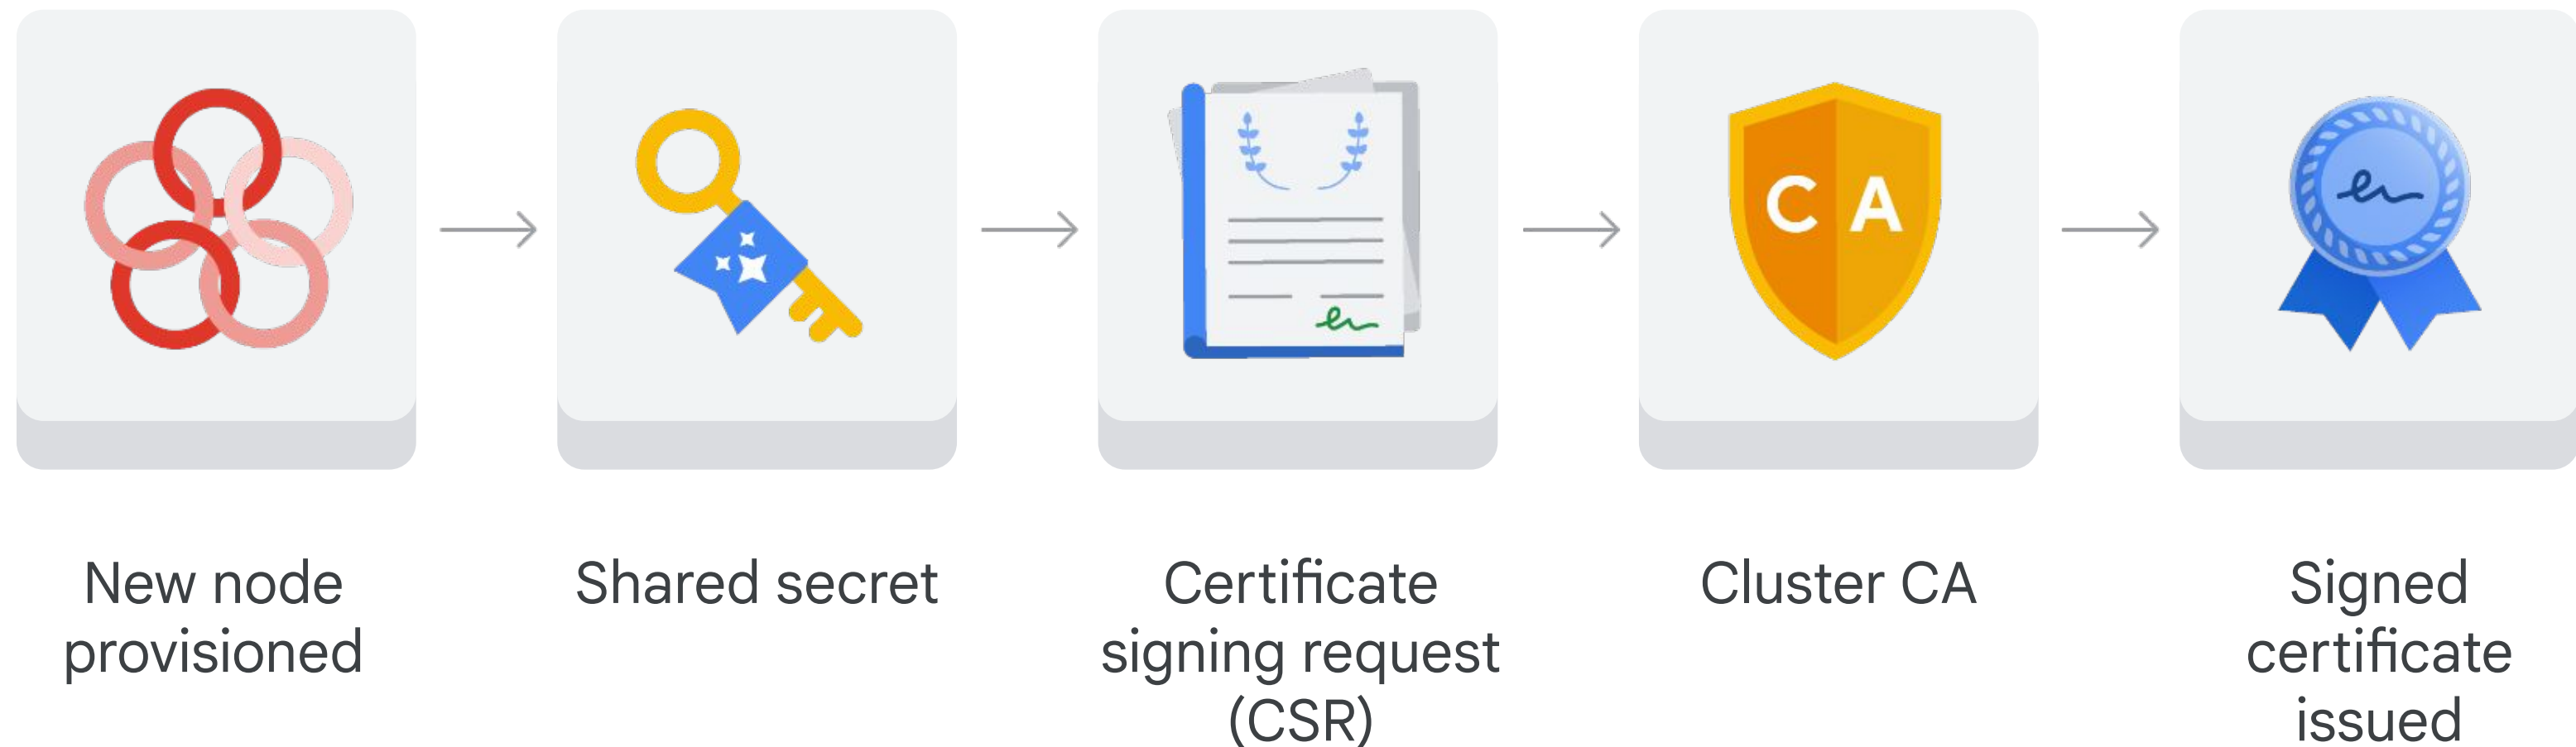 C A
New node
provisioned
Shared secret
Certificate
signing request
(CSR)
Cluster CA
Signed
certificate
issued